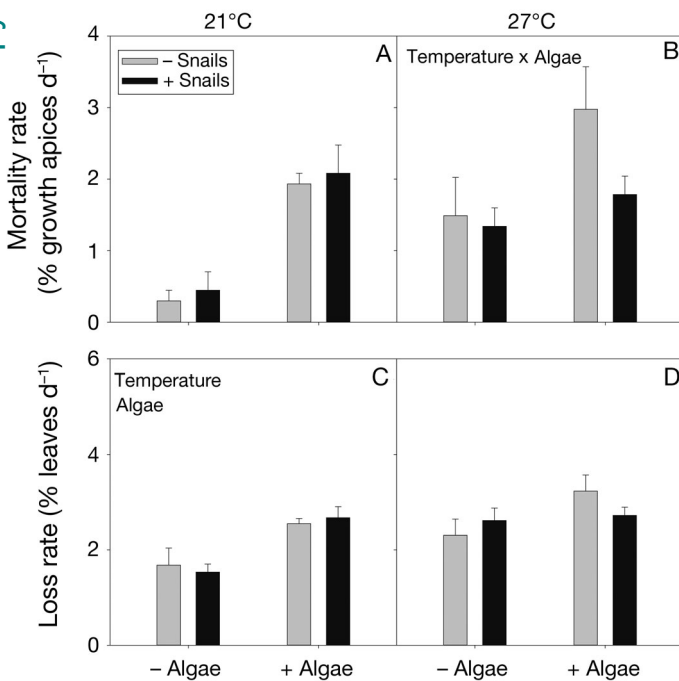 21°C
27°C
Mortality rate
(% growth apices d⁻¹)
4
3
2
1
0
– Snails
+ Snails
A
Temperature x Algae
B
Loss rate (% leaves d⁻¹)
6
4
2
0
Temperature
Algae
C
D
– Algae
+ Algae
– Algae
+ Algae